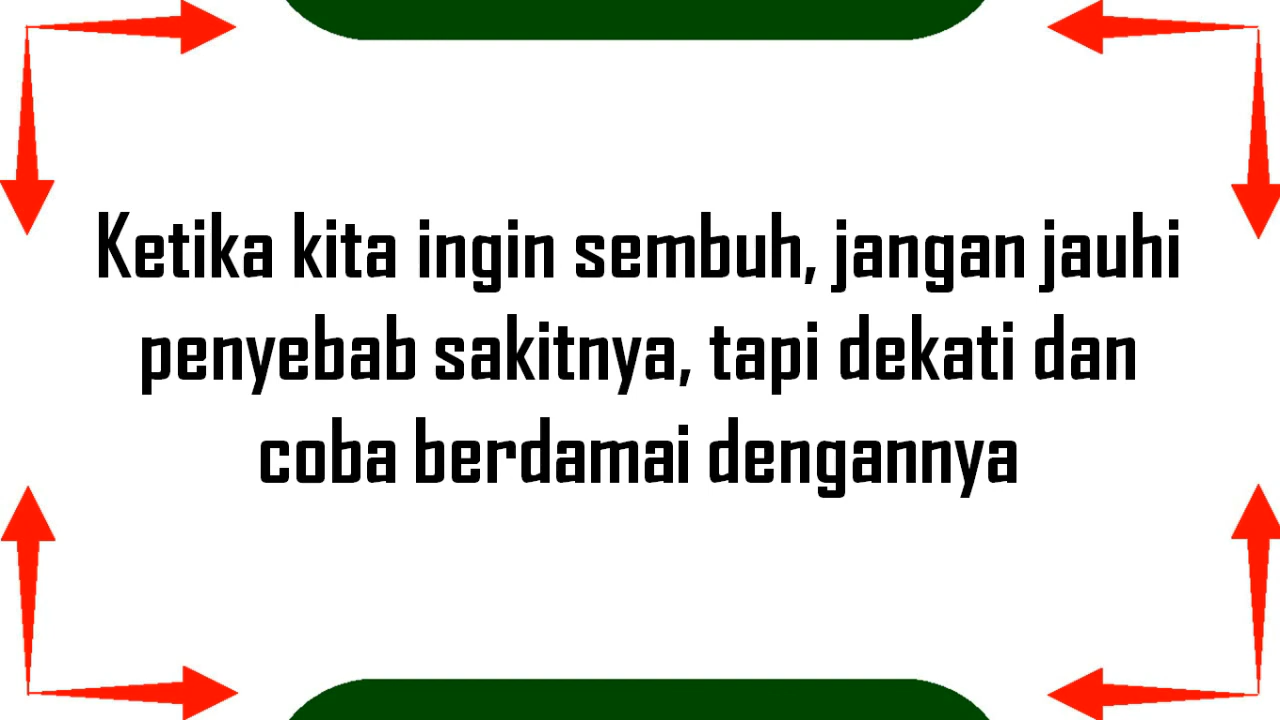 Ketika kita ingin sembuh, jangan jauhi
penyebab sakitnya, tapi dekati dan
coba berdamai dengannya